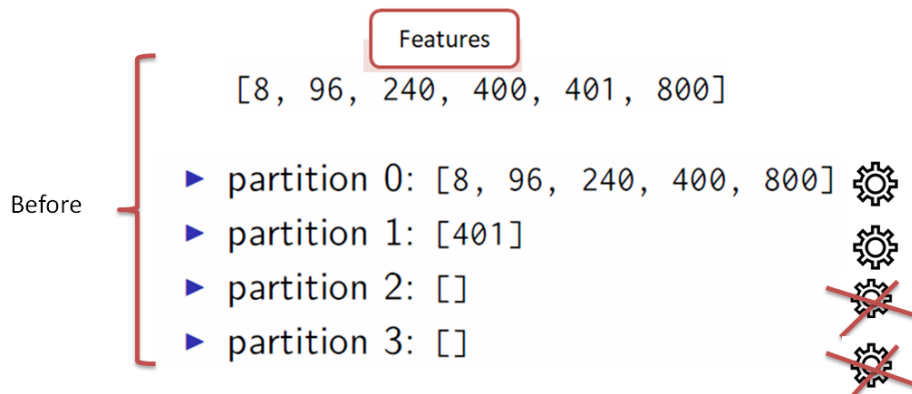 Features
[8, 96, 240, 400, 401, 800]
Before
► partition 0: [8, 96, 240, 400, 800]
► partition 1: [401]
► partition 2: []
► partition 3: []